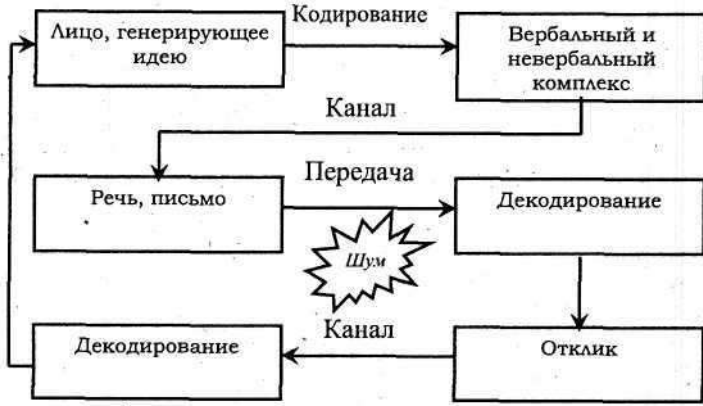 Лицо, генерирующее
идею
Кодирование
Вербальный и
невербальный
комплекс
Канал
Речь, письмо
Передача
Декодирование
Шум
Декодирование
Канал
Отклик